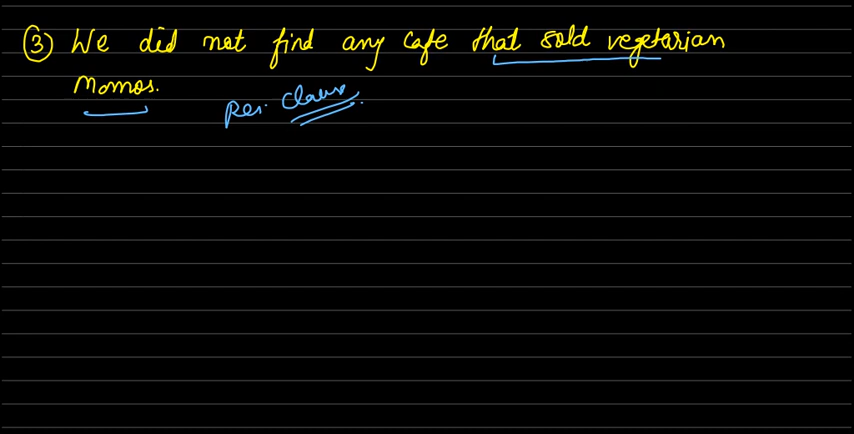 ③ We did not find any cafe that sold vegetarian
momos.
Rel. Clause.